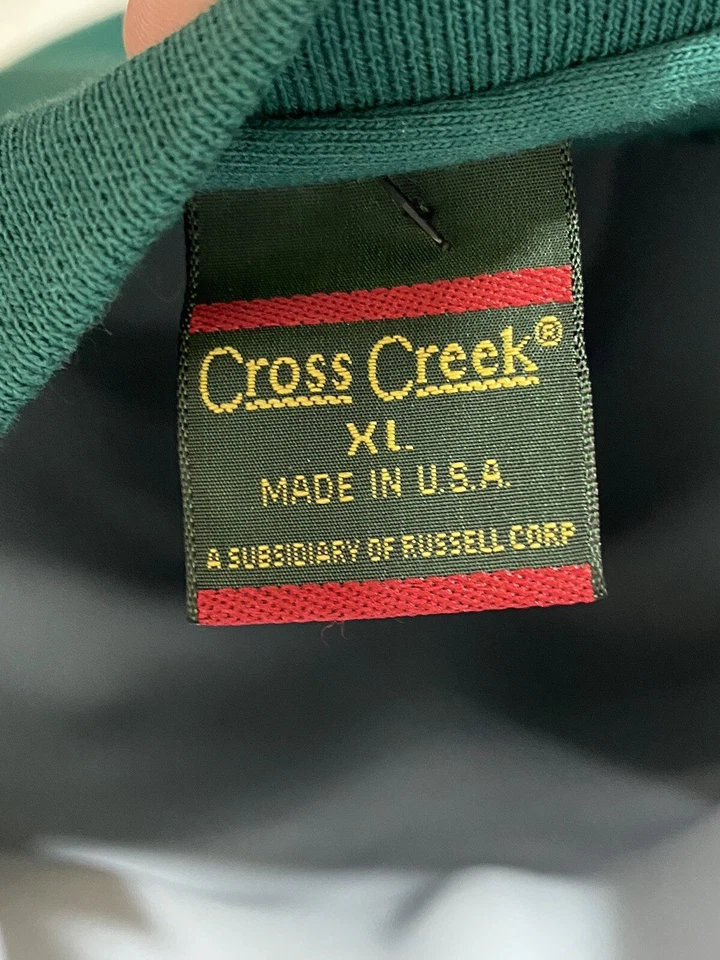 Cross Creek®
XL
MADE IN U.S.A.
A SUBSIDIARY OF RUSSELL CORP